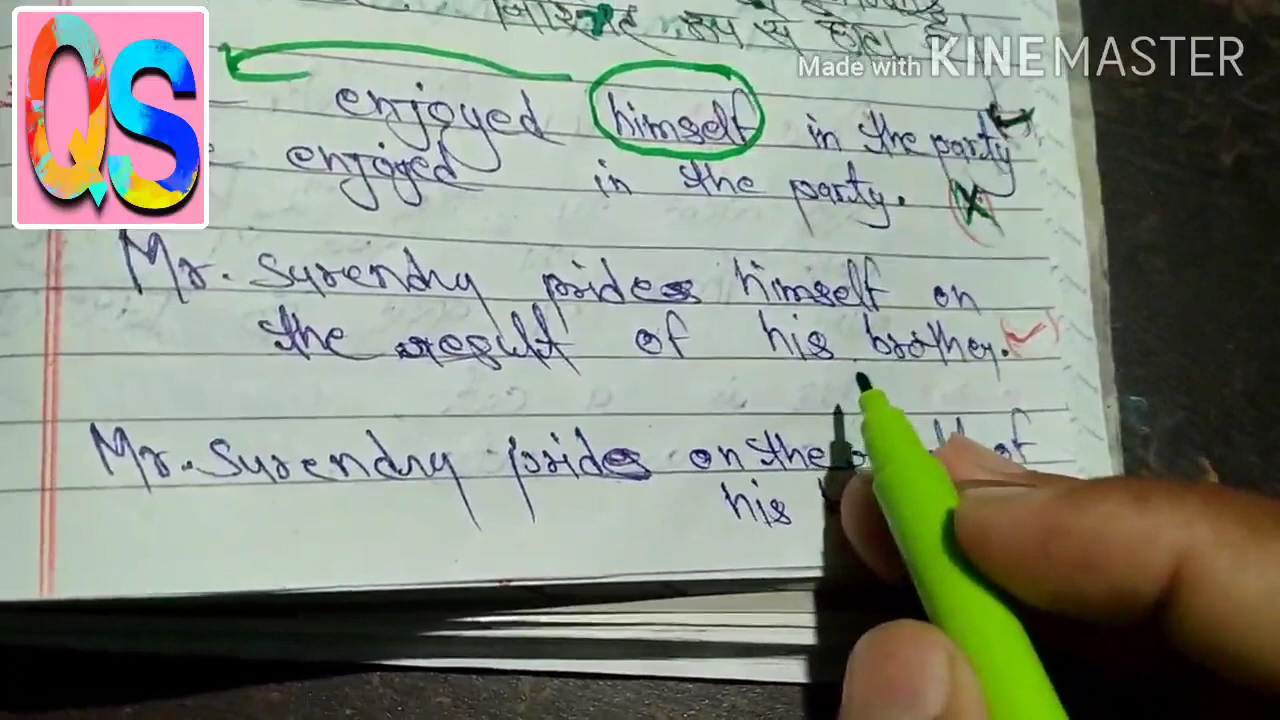 QS
Made with KINEMASTER
enjoyed himself in the party
enjoyed in the party.
Mr. Surendra prides himself on
the result of his brother.
Mr. Surendra prides on the of
his